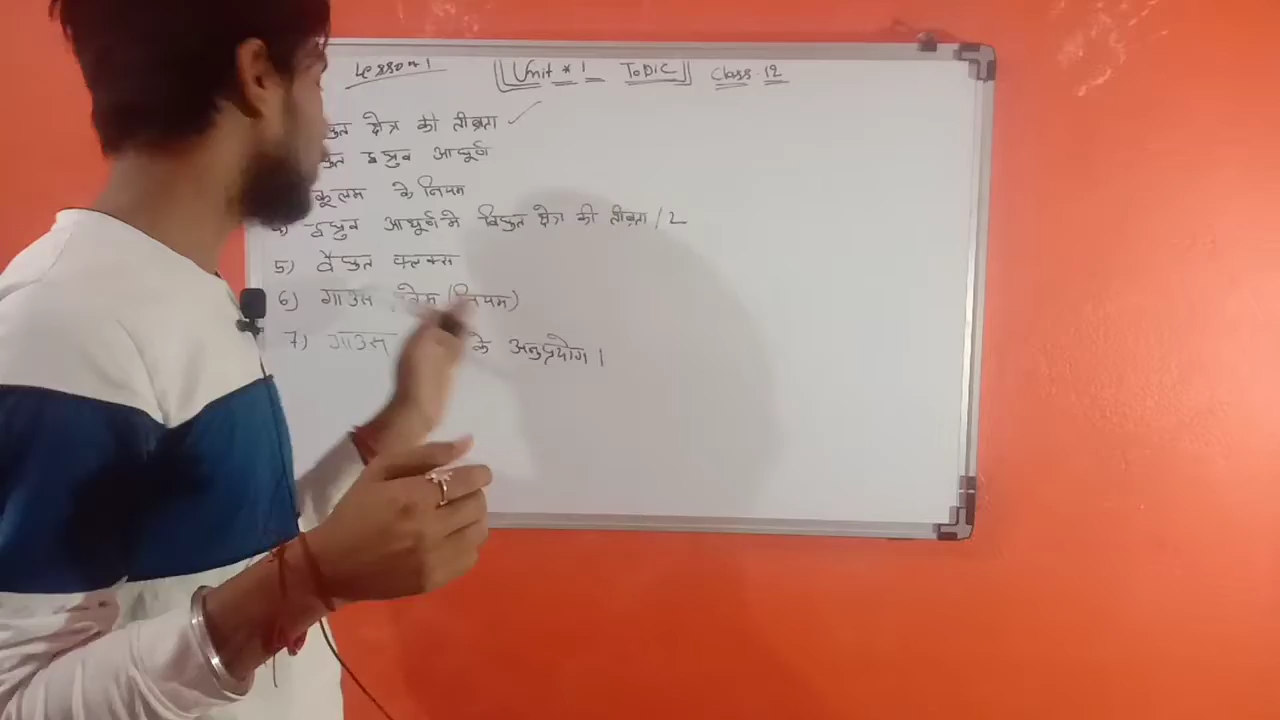 Lesson 1 Unit * 1 ToPIC Class 12
क्षेत्र की तीव्रता
आघूर्ण
कूलम के नियम
आघूर्ण मे विद्युत क्षेत्र की तीव्रता / 2
5) वैद्युत फ्लक्स
6) गाउस (नियम)
7) गाउस के अनुप्रयोग।